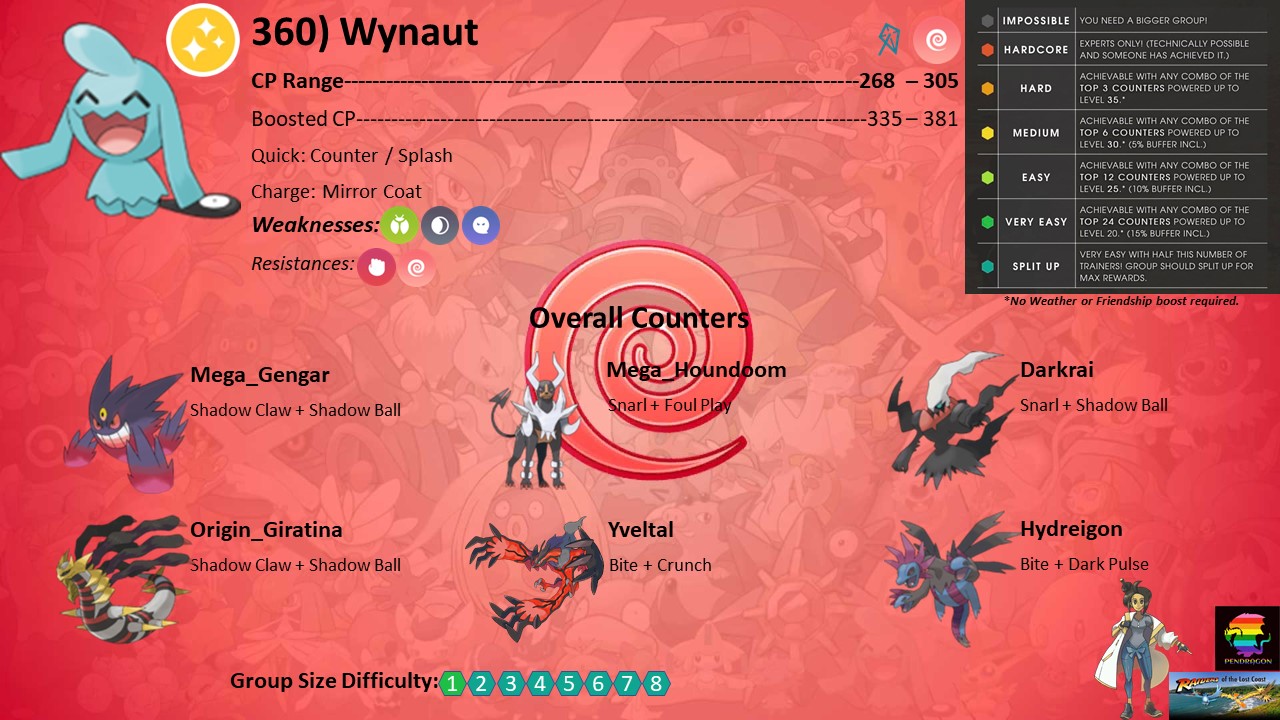 360) Wynaut
CP Range-----------------------------------------------------------------------------------268 – 305
Boosted CP-----------------------------------------------------------------------------------335 – 381
Quick: Counter / Splash
Charge: Mirror Coat
Weaknesses:
Resistances:
IMPOSSIBLE YOU NEED A BIGGER GROUP!
HARDCORE EXPERTS ONLY! (TECHNICALLY POSSIBLE
AND SOMEONE HAS ACHIEVED IT.)
HARD ACHIEVABLE WITH ANY COMBO OF THE
TOP 3 COUNTERS POWERED UP TO
LEVEL 35.*
MEDIUM ACHIEVABLE WITH ANY COMBO OF THE
TOP 6 COUNTERS POWERED UP TO
LEVEL 30.* (5% BUFFER INCL.)
EASY ACHIEVABLE WITH ANY COMBO OF THE
TOP 12 COUNTERS POWERED UP TO
LEVEL 25.* (10% BUFFER INCL.)
VERY EASY ACHIEVABLE WITH ANY COMBO OF THE
TOP 24 COUNTERS POWERED UP TO
LEVEL 20.* (15% BUFFER INCL.)
SPLIT UP VERY EASY WITH HALF THIS NUMBER OF
TRAINERS! GROUP SHOULD SPLIT UP FOR
MAX REWARDS.
*No Weather or Friendship boost required.
Overall Counters
Mega_Gengar
Shadow Claw + Shadow Ball
Mega_Houndoom
Snarl + Foul Play
Darkrai
Snarl + Shadow Ball
Origin_Giratina
Shadow Claw + Shadow Ball
Yveltal
Bite + Crunch
Hydreigon
Bite + Dark Pulse
Group Size Difficulty: 1 2 3 4 5 6 7 8
PENDRAGON
RAIDERS of the Lost Coast